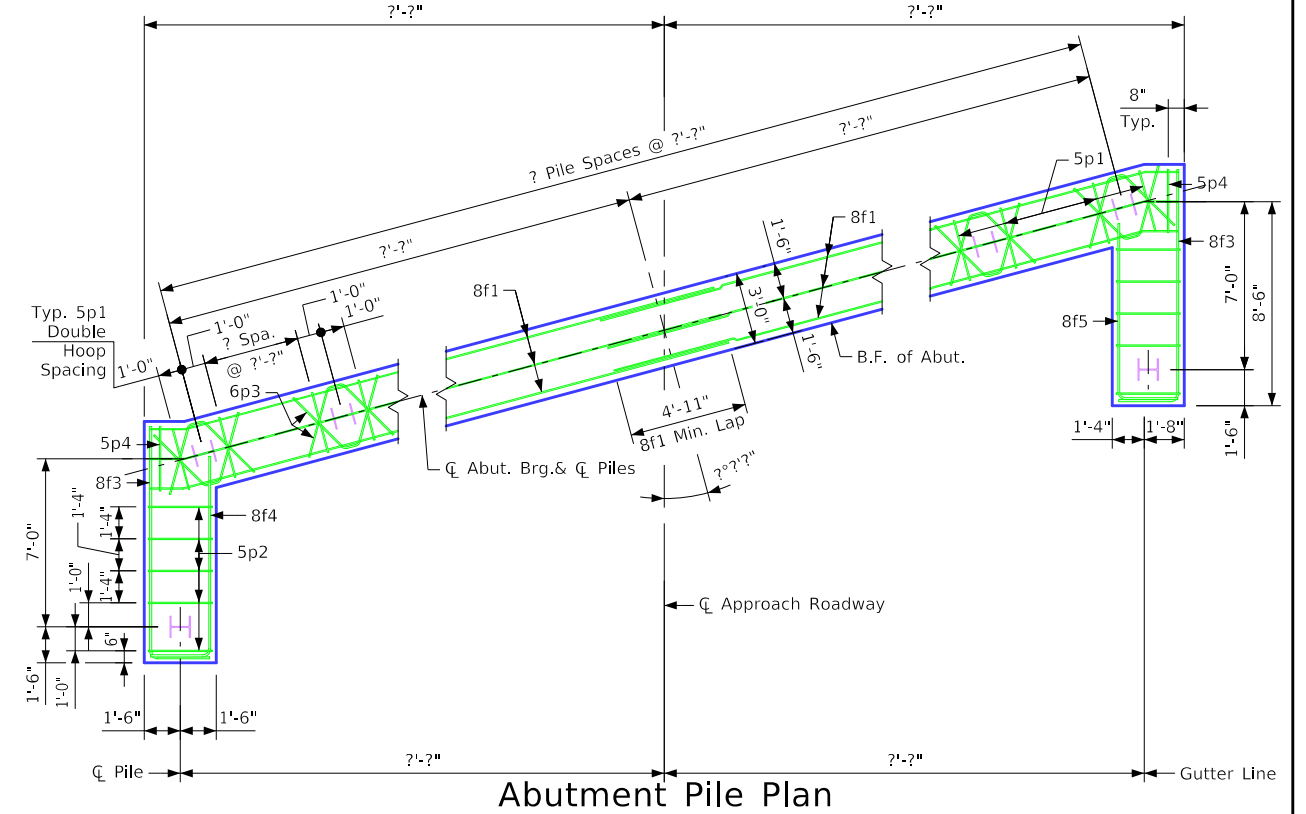 ?'-?"
?'-?"
8"
Typ.
? Pile Spaces @ ?'-?"
?'-?"
5p1
5p4
8f1
1'-6"
8f3
?'-?"
1'-0"
8f1
3'-0"
7'-0"
8'-6"
Typ. 5p1
Double
Hoop
Spacing
1'-0"
1'-0"
? Spa.
@ ?'-?"
1'-0"
8f5
1'-6"
B.F. of Abut.
6p3
4'-11"
8f1 Min. Lap
1'-4"
1'-8"
1'-6"
5p4
℄ Abut. Brg.& ℄ Piles
?°?'?"
8f3
1'-4"
1'-4"
8f4
7'-0"
5p2
1'-0"
1'-4"
℄ Approach Roadway
6"
1'-6"
1'-0"
1'-6"
1'-6"
?'-?"
?'-?"
℄ Pile
Gutter Line
Abutment Pile Plan